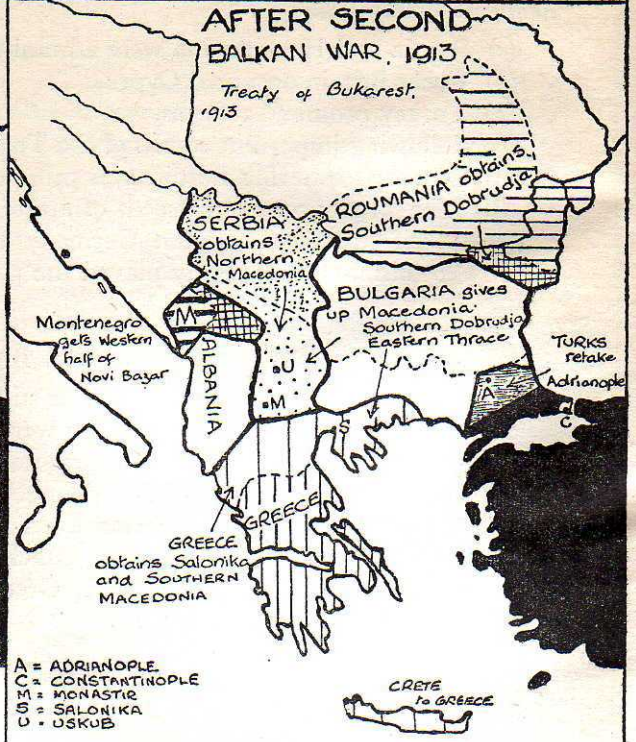 AFTER SECOND
BALKAN WAR, 1913
Treaty of Bukarest,
1913
ROUMANIA obtains
Southern Dobrudja
SERBIA
obtains
Northern
Macedonia
BULGARIA gives
up Macedonia
Southern Dobrudja
Eastern Thrace
Montenegro
gets Western
half of
Novi Bazar
M
ALBANIA
U
M
TURKS
retake
Adrianople
A
C
S
GREECE
GREECE
obtains Salonika
and SOUTHERN
MACEDONIA
A = ADRIANOPLE
C = CONSTANTINOPLE
M = MONASTIR
S = SALONIKA
U = USKUB
CRETE
to GREECE